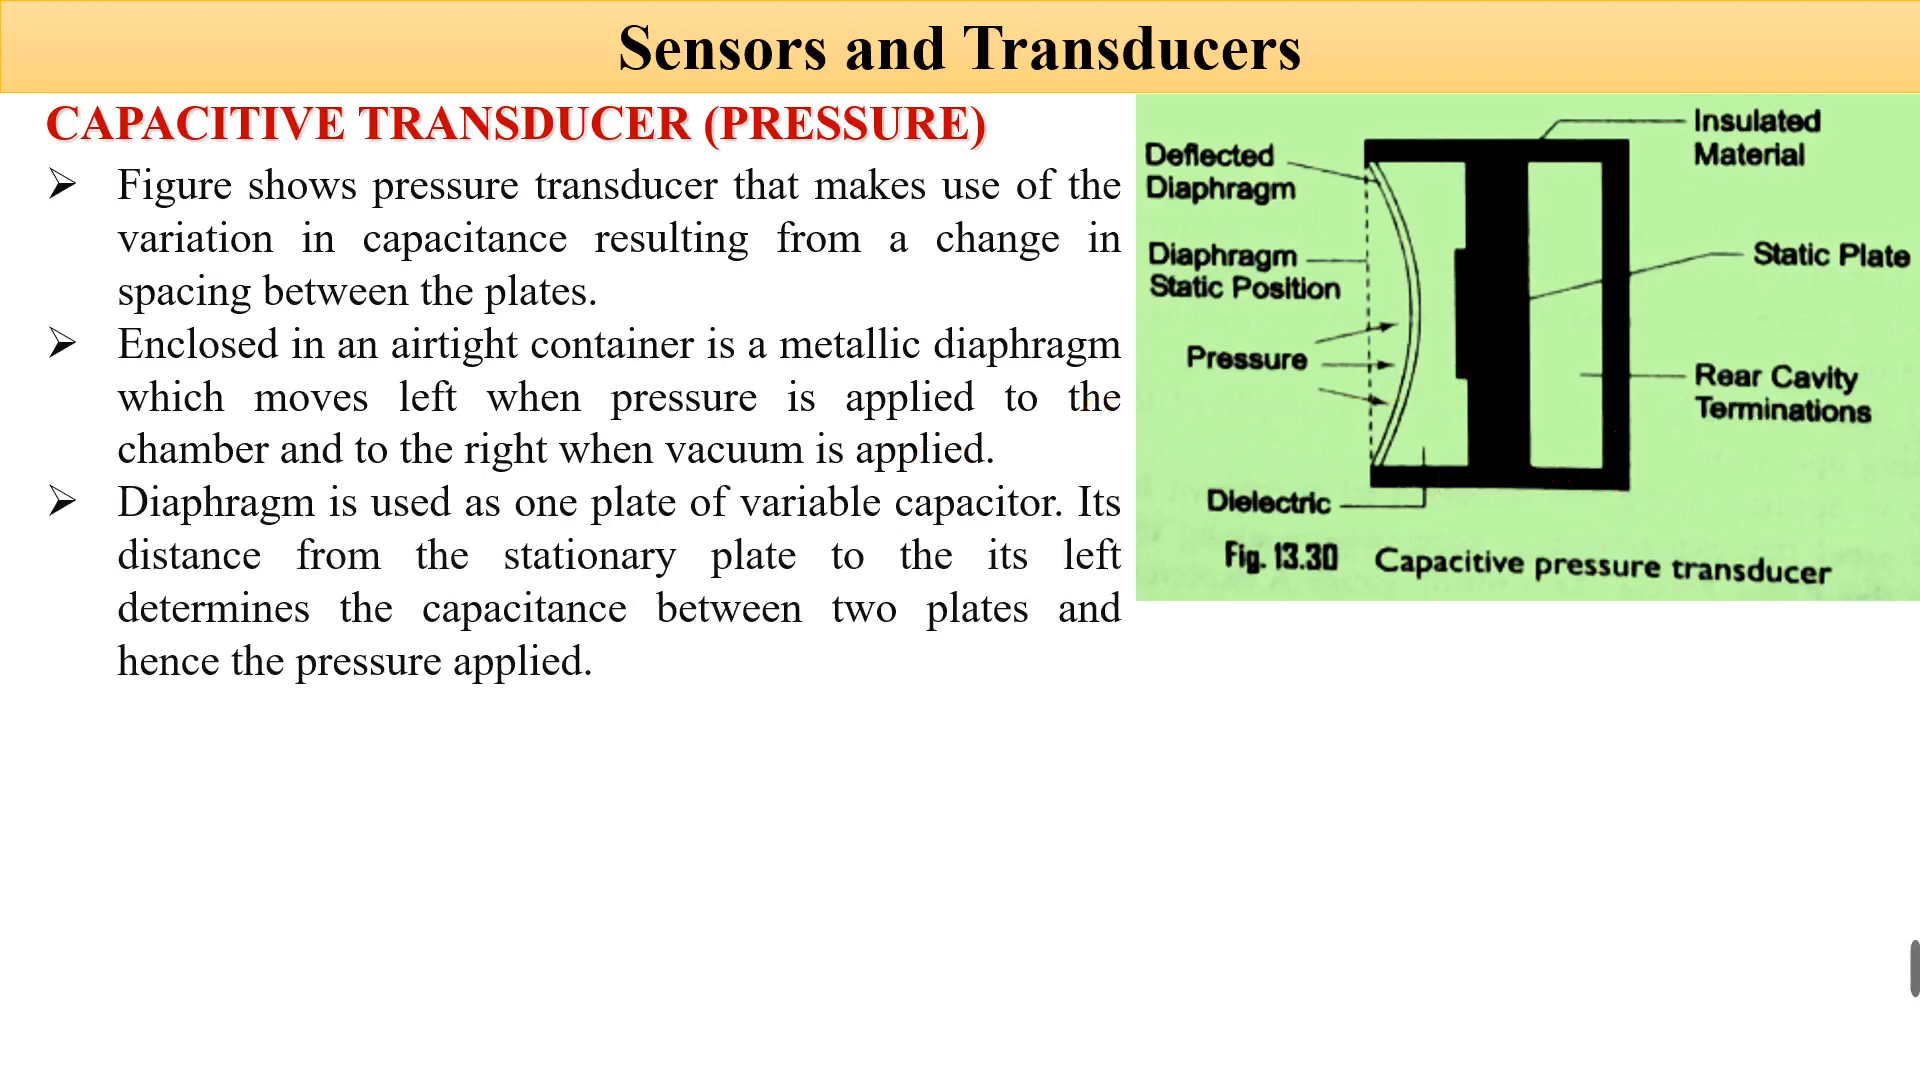 Sensors and Transducers
CAPACITIVE TRANSDUCER (PRESSURE)
➢ Figure shows pressure transducer that makes use of the
variation in capacitance resulting from a change in
spacing between the plates.
➢ Enclosed in an airtight container is a metallic diaphragm
which moves left when pressure is applied to the
chamber and to the right when vacuum is applied.
➢ Diaphragm is used as one plate of variable capacitor. Its
distance from the stationary plate to the its left
determines the capacitance between two plates and
hence the pressure applied.
Insulated
Material
Deflected
Diaphragm
Diaphragm
Static Position
Static Plate
Pressure
Rear Cavity
Terminations
Dielectric
Fig. 13.30 Capacitive pressure transducer